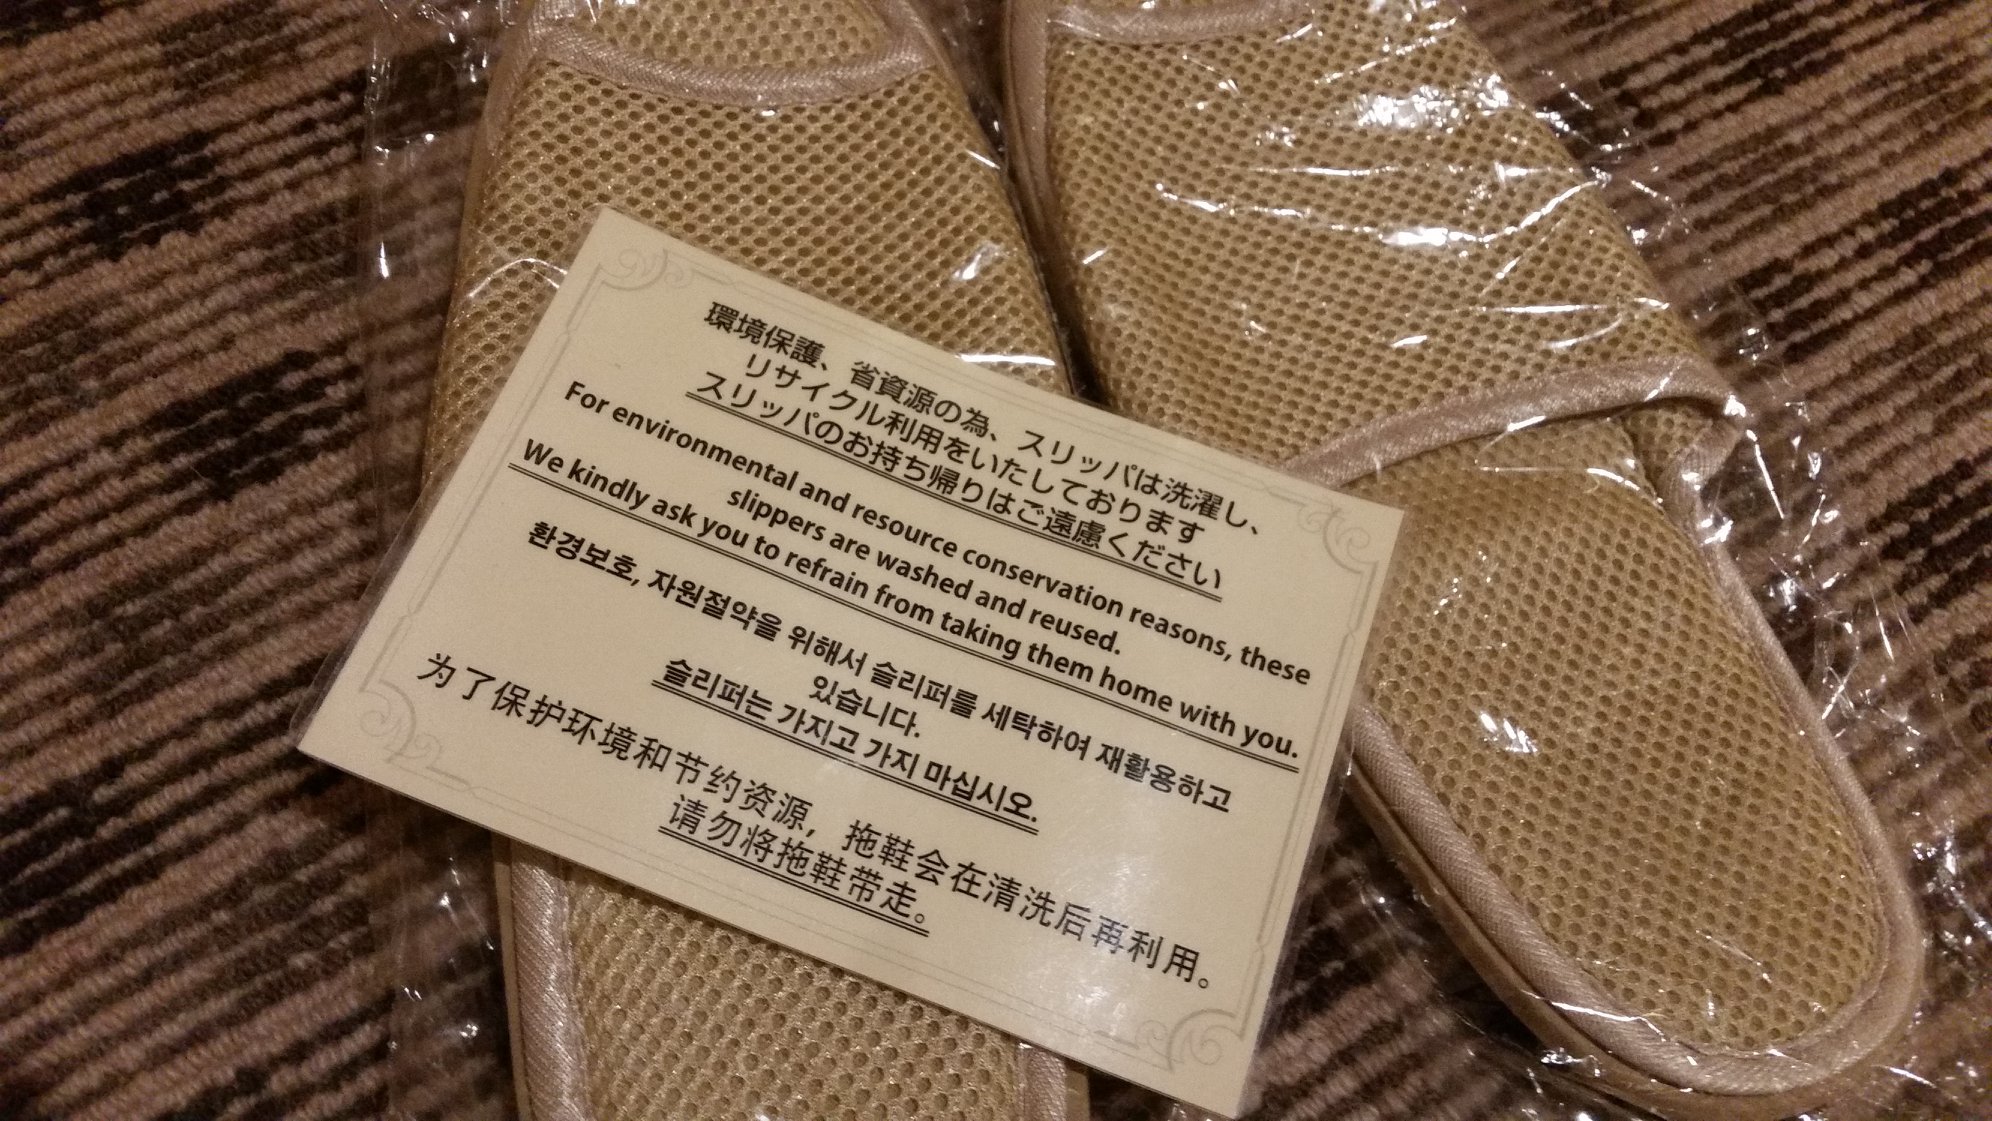 環境保護、省資源の為、スリッパは洗濯し、
リサイクル利用をいたしております
スリッパのお持ち帰りはご遠慮ください
For environmental and resource conservation reasons, these
slippers are washed and reused.
We kindly ask you to refrain from taking them home with you.
환경보호, 자원절약을 위해서 슬리퍼를 세탁하여 재활용하고
있습니다.
슬리퍼는 가지고 가지 마십시오.
为了保护环境和节约资源，拖鞋会在清洗后再利用。
请勿将拖鞋带走。